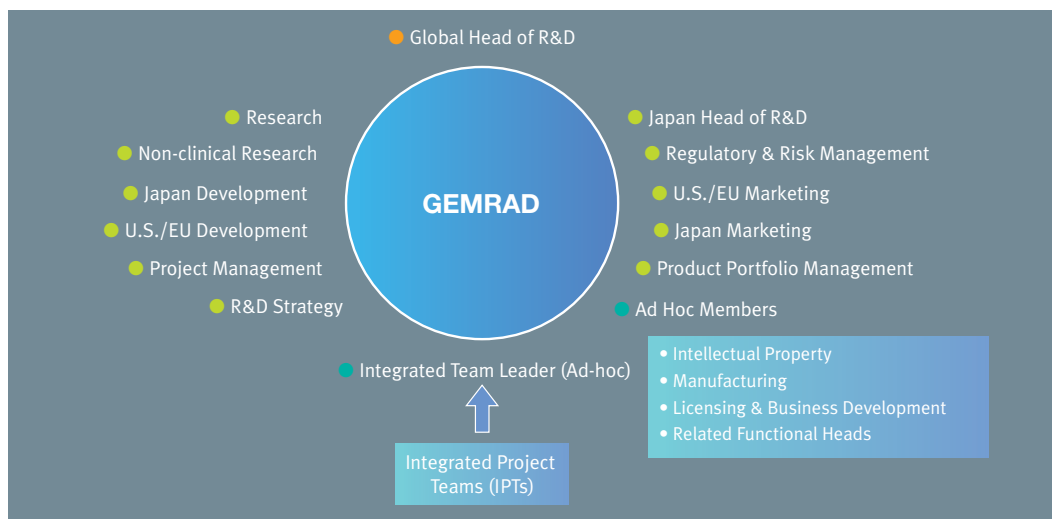 Global Head of R&D
Research
Non-clinical Research
Japan Development
U.S./EU Development
Project Management
R&D Strategy
GEMRAD
Japan Head of R&D
Regulatory & Risk Management
U.S./EU Marketing
Japan Marketing
Product Portfolio Management
Ad Hoc Members
• Intellectual Property
• Manufacturing
• Licensing & Business Development
• Related Functional Heads
Integrated Team Leader (Ad-hoc)
Integrated Project
Teams (IPTs)